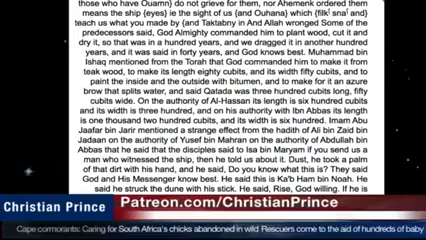 those who have Ouamn} do not grieve for them, nor Ahemenk ordered them
means the ship {eyes} ie the sight of us (and Ouhana) which {filk ِ sna ً and}
teach us what you made by {and Taktabny in And Allah wronged Some of the
predecessors said, God Almighty commanded him to plant wood, cut it and
dry it, so that was in a hundred years, and we dragged it in another hundred
years, and it was said in forty years, and God knows best. Muhammad bin
Ishaq mentioned from the Torah that God commanded him to make it from
teak wood, to make its length eighty cubits, and its width fifty cubits, and to
paint the inside and the outside with bitumen, and to make for it an azure
brow that splits water, and said Qatada was three hundred cubits long, fifty
cubits wide. On the authority of Al-Hassan its length is six hundred cubits
and its width is three hundred, and on his authority with Ibn Abbas its length
is one thousand two hundred cubits, and its width is six hundred. Imam Abu
Jaafar bin Jarir mentioned a strange effect from the hadith of Ali bin Zaid bin
Jadaan on the authority of Yusef bin Mahran on the authority of Abdullah bin
Abbas that he said that the disciples said to Isa bin Maryam if you send us a
man who witnessed the ship, then he told us about it. Dust, he took a palm
of that dirt with his hand, and he said, Do you know what this is? They said
God and His Messenger know best. He said this is Ka'b Ham bin Noah. He
said he struck the dune with his stick. He said, Rise, God willing. If he is
Christian Prince
Patreon.com/ChristianPrince
Cape cormorants: Caring for South Africa's chicks abandoned in wild Rescuers come to the aid of hundreds of baby